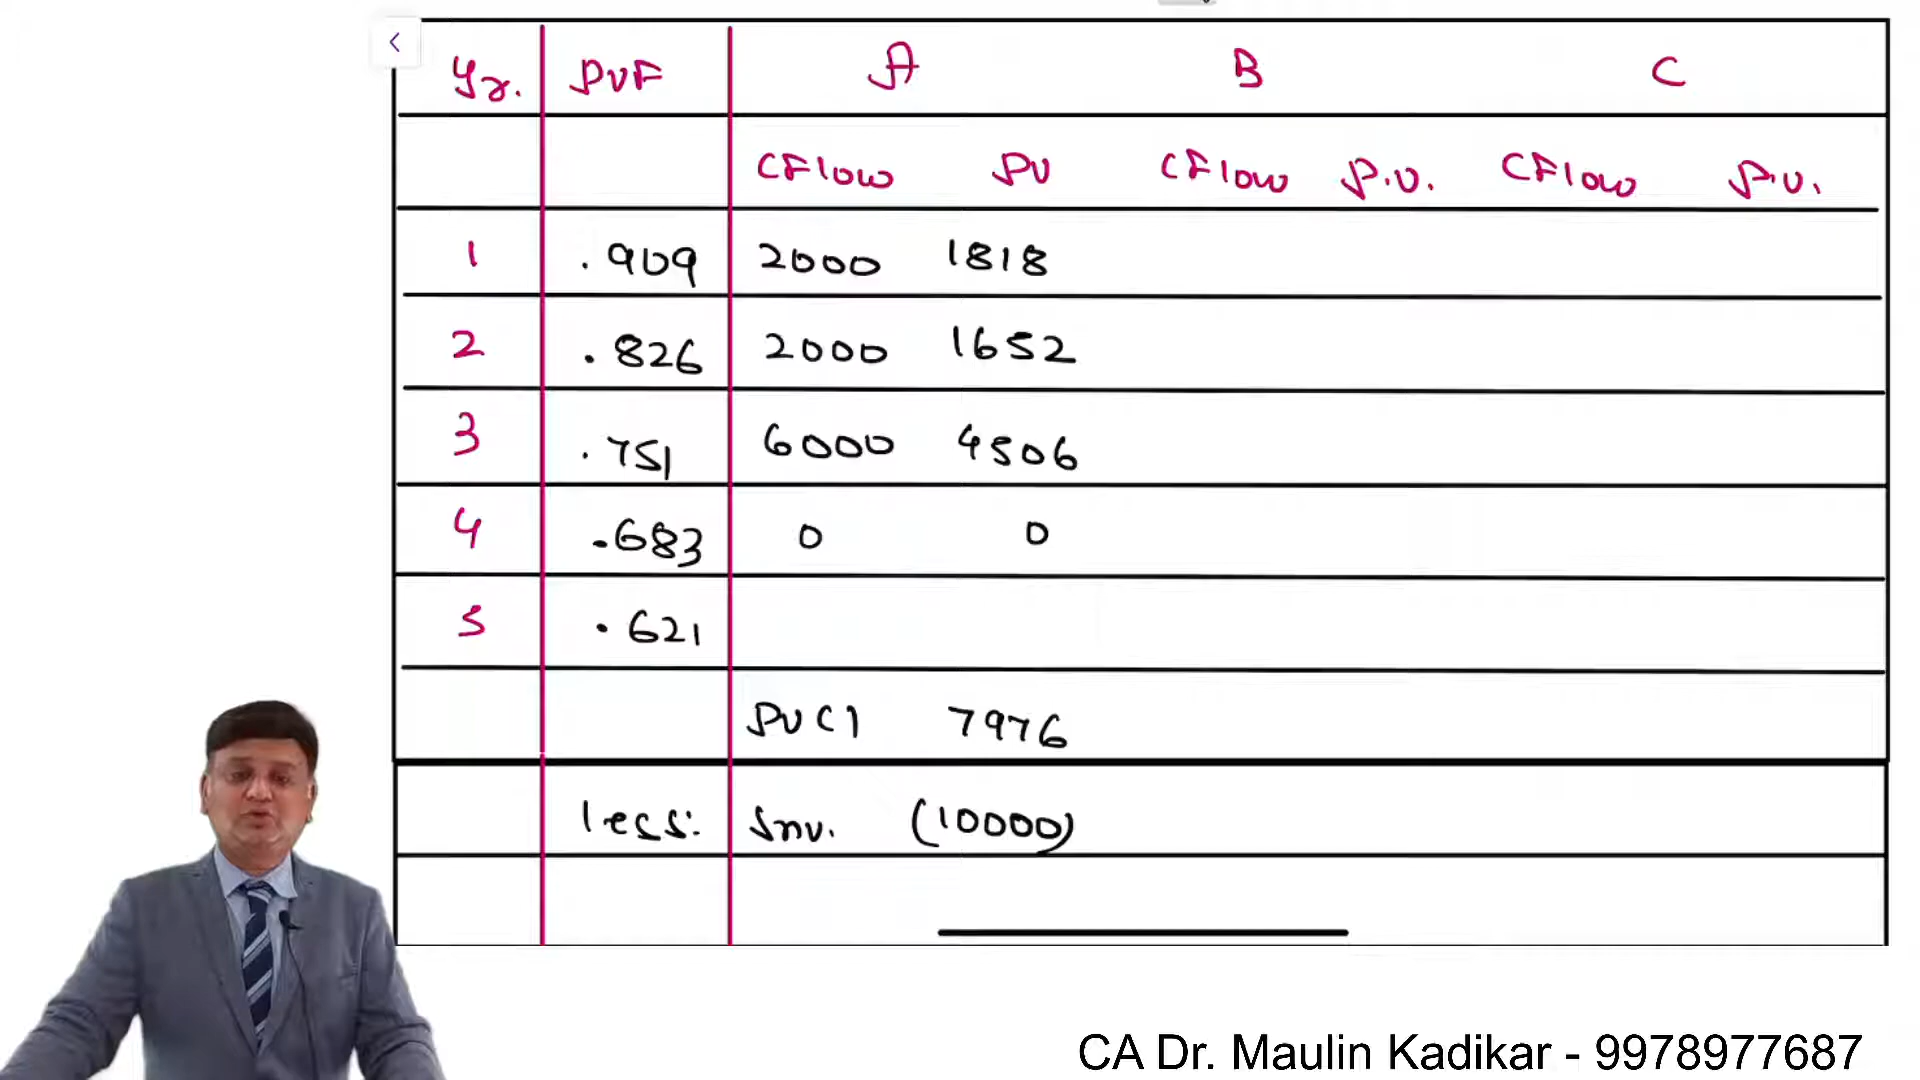 Yr. PVF A B C
CFlow PV CFlow P.V. CFlow P.V.
1 .909 2000 1818
2 .826 2000 1652
3 .751 6000 4506
4 .683 0 0
5 .621
PVCI 7976
less: Inv. (10000)
CA Dr. Maulin Kadikar - 9978977687